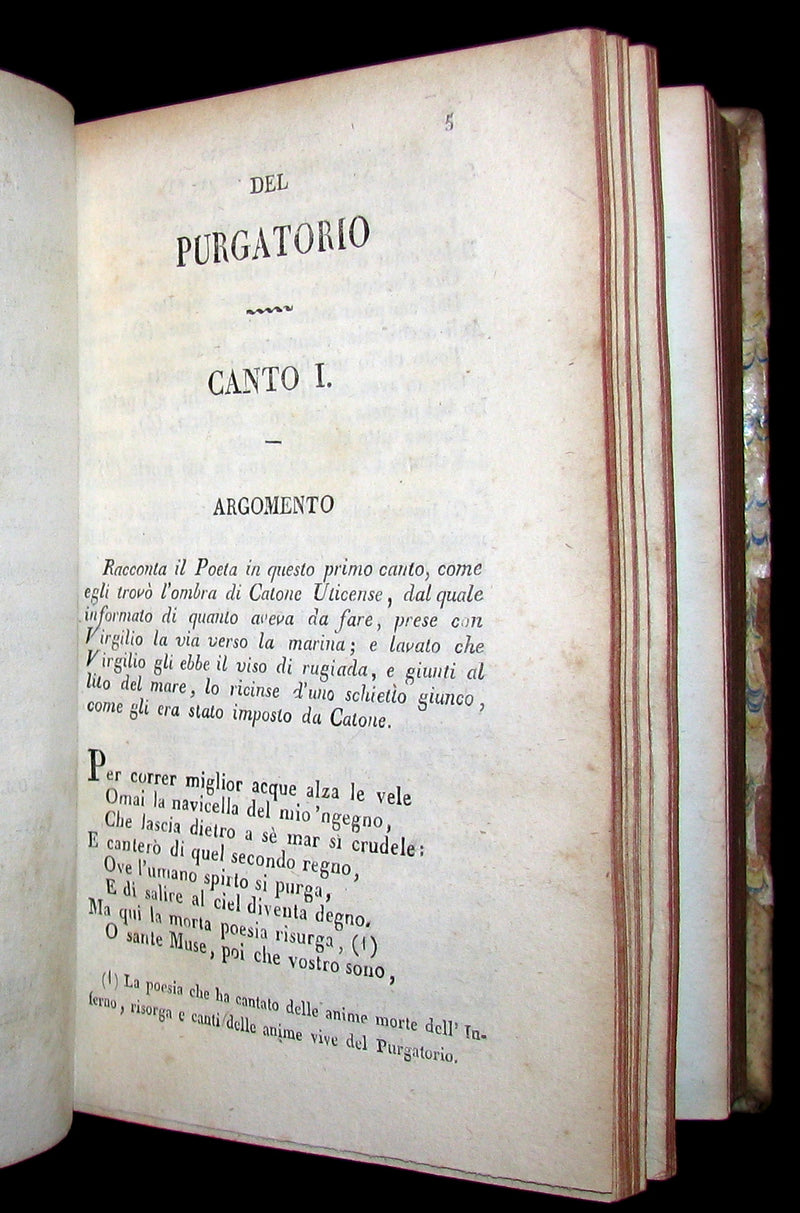 5
DEL
PURGATORIO
CANTO I.
ARGOMENTO
Racconta il Poeta in questo primo canto, come
egli trovò l'ombra di Catone Uticense, dal quale
informato di quanto aveva da fare, prese con
Virgilio la via verso la marina; e lavato che
Virgilio gli ebbe il viso di rugiada, e giunti al
lito del mare, lo ricinse d'uno schietto giunco,
come gli era stato imposto da Catone.
Per correr miglior acque alza le vele
Omai la navicella del mio 'ngegno,
Che lascia dietro a sè mar sì crudele:
E canterò di quel secondo regno,
Ove l'umano spirto si purga,
E di salire al ciel diventa degno.
Ma qui la morta poesia risurga, (1)
O sante Muse, poi che vostro sono,
(1) La poesia che ha cantato delle anime morte dell' In-
ferno, risorga e canti delle anime vive del Purgatorio.